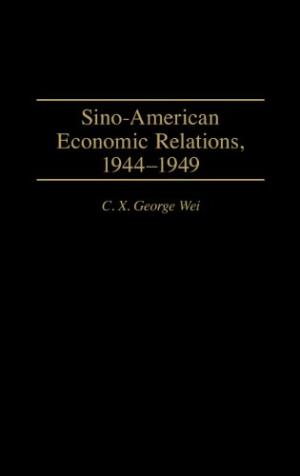 Sino-American
Economic Relations,
1944–1949
C. X. George Wei